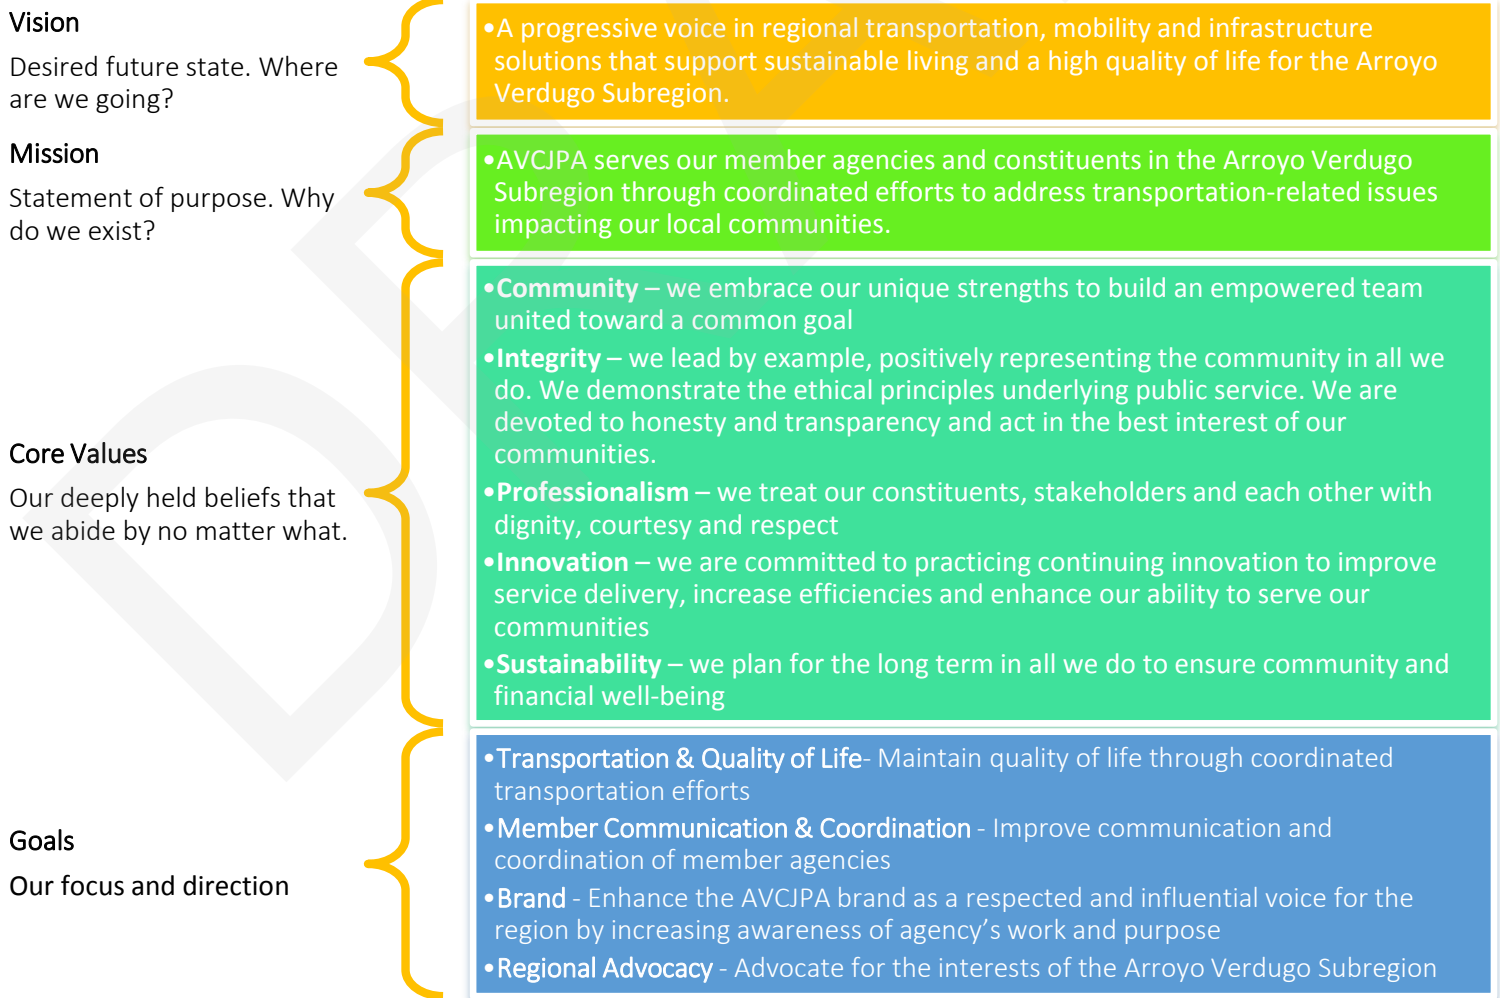 Vision
Desired future state. Where
are we going?
•A progressive voice in regional transportation, mobility and infrastructure
solutions that support sustainable living and a high quality of life for the Arroyo
Verdugo Subregion.
Mission
Statement of purpose. Why
do we exist?
•AVCJPA serves our member agencies and constituents in the Arroyo Verdugo
Subregion through coordinated efforts to address transportation-related issues
impacting our local communities.
Core Values
Our deeply held beliefs that
we abide by no matter what.
•Community – we embrace our unique strengths to build an empowered team
united toward a common goal
•Integrity – we lead by example, positively representing the community in all we
do. We demonstrate the ethical principles underlying public service. We are
devoted to honesty and transparency and act in the best interest of our
communities.
•Professionalism – we treat our constituents, stakeholders and each other with
dignity, courtesy and respect
•Innovation – we are committed to practicing continuing innovation to improve
service delivery, increase efficiencies and enhance our ability to serve our
communities
•Sustainability – we plan for the long term in all we do to ensure community and
financial well-being
Goals
Our focus and direction
•Transportation & Quality of Life- Maintain quality of life through coordinated
transportation efforts
•Member Communication & Coordination - Improve communication and
coordination of member agencies
•Brand - Enhance the AVCJPA brand as a respected and influential voice for the
region by increasing awareness of agency’s work and purpose
•Regional Advocacy - Advocate for the interests of the Arroyo Verdugo Subregion